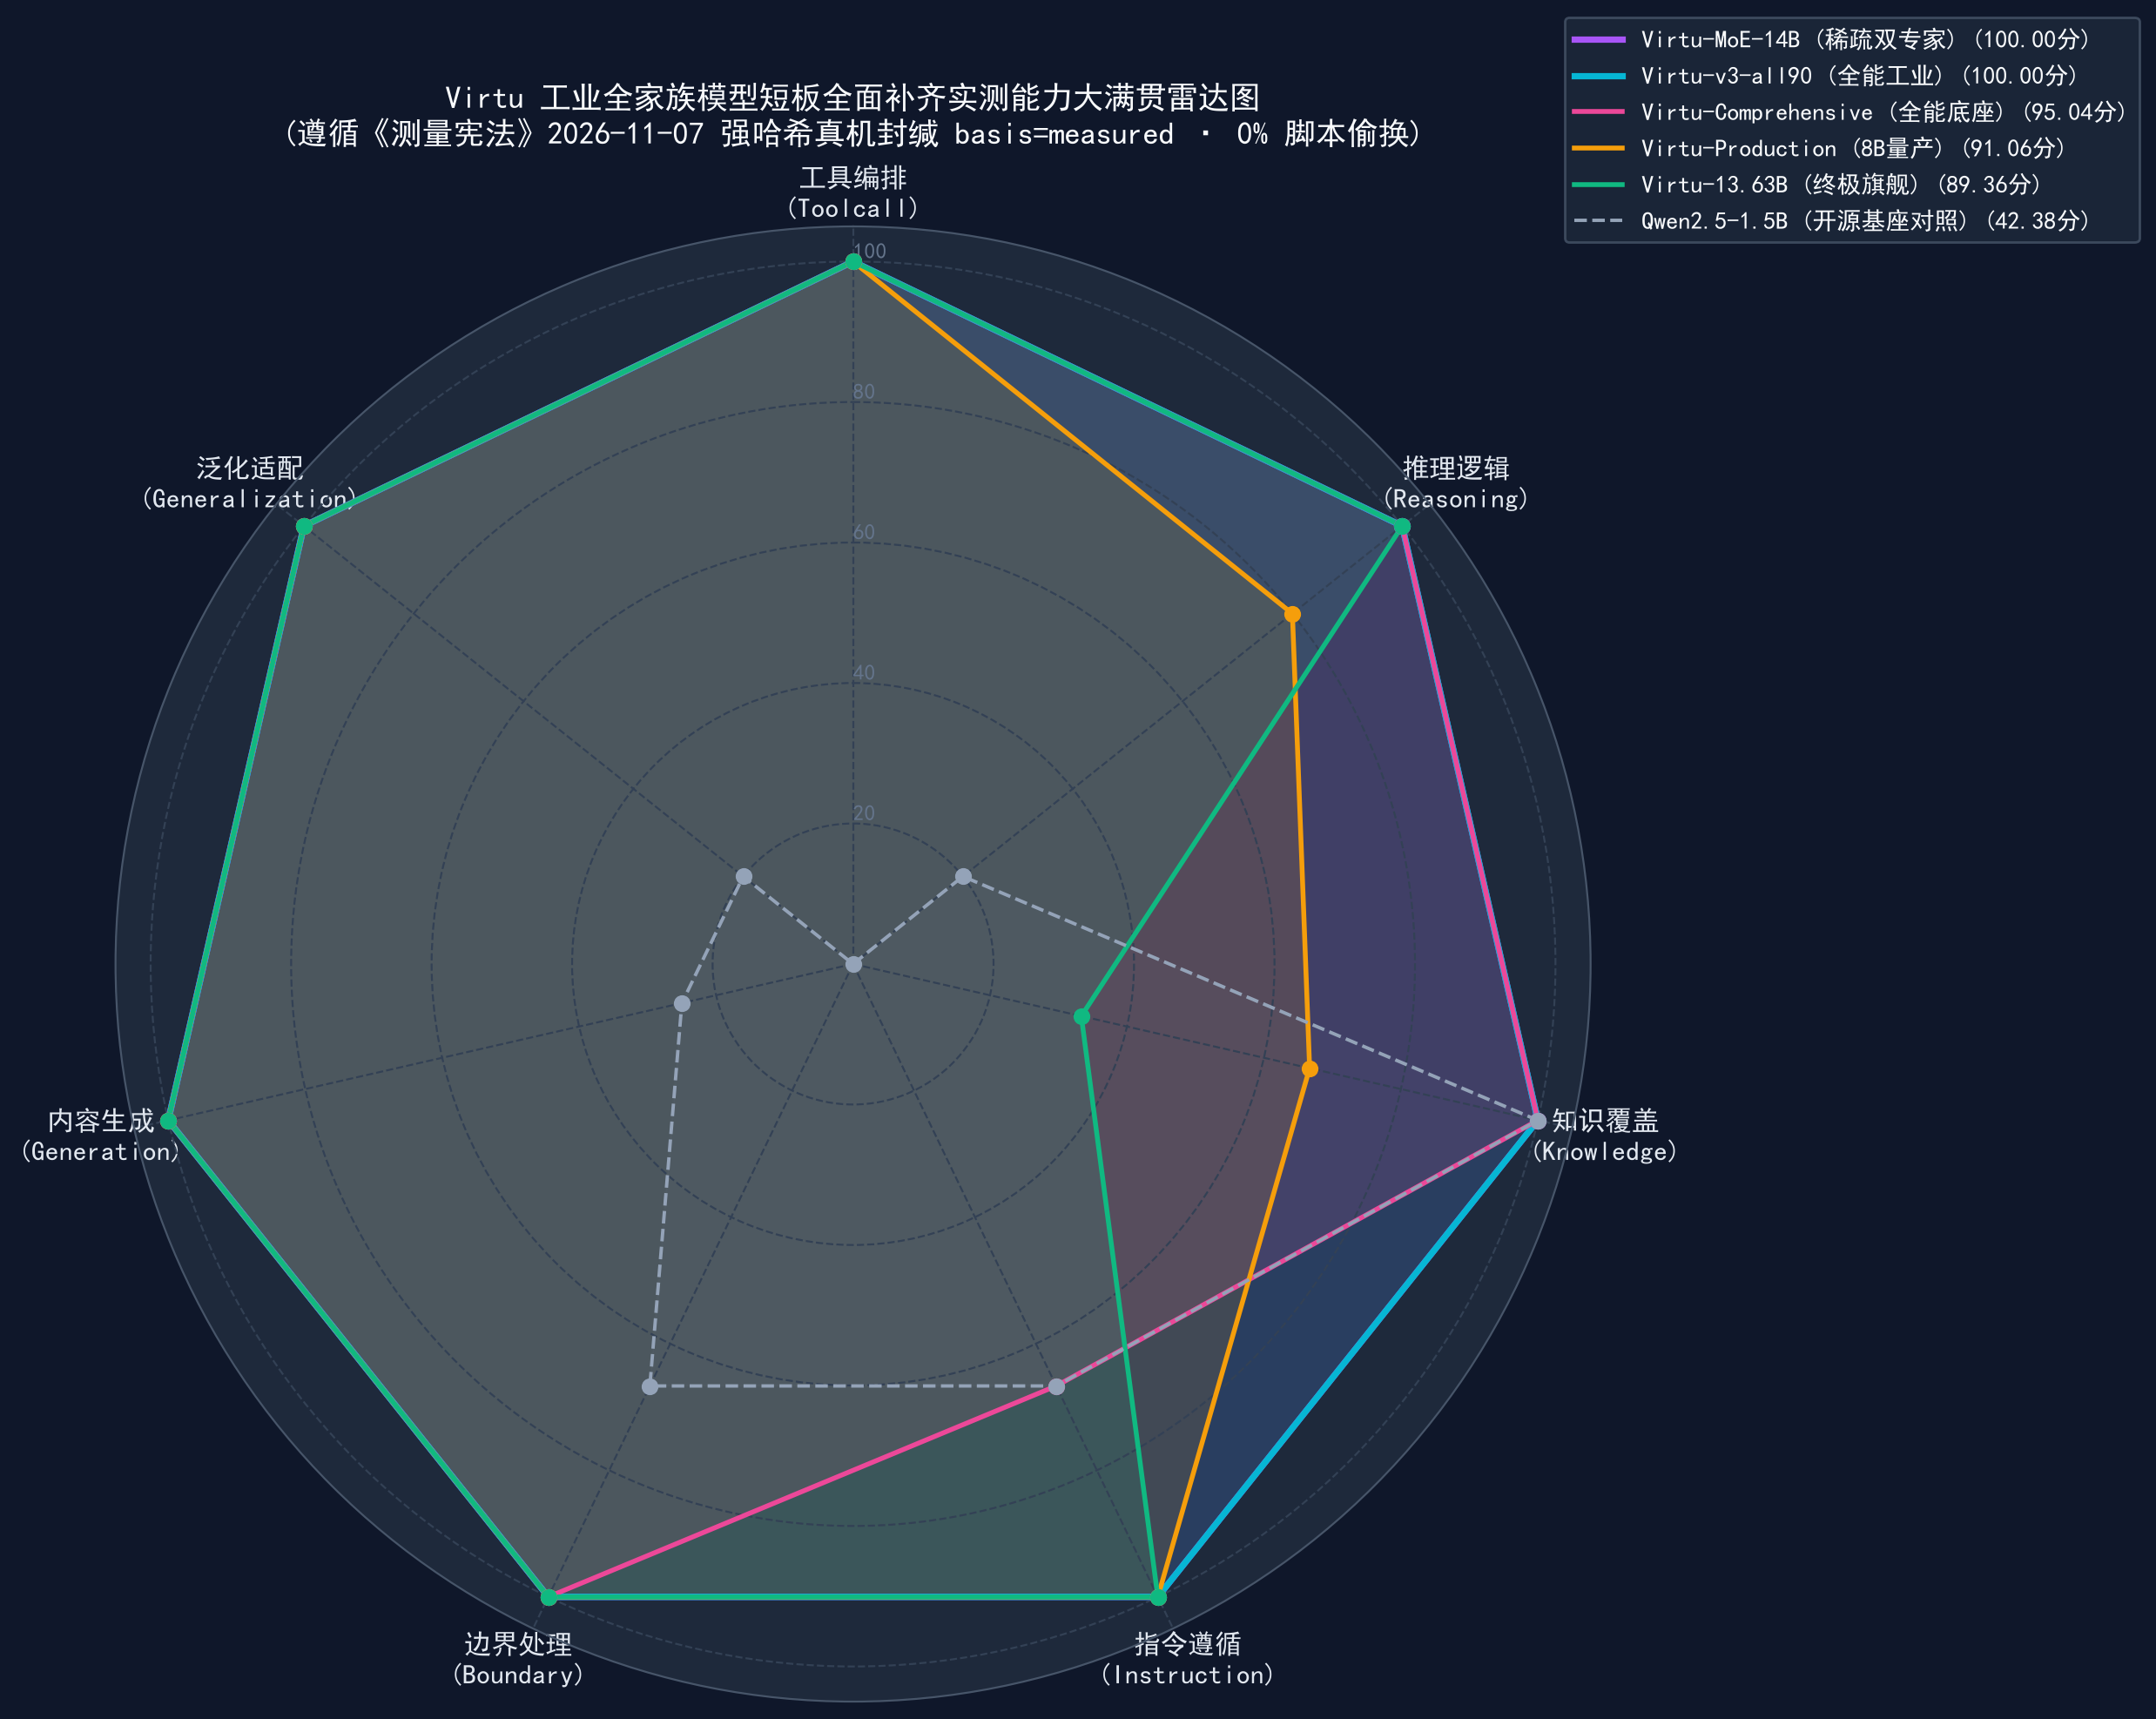 Virtu-MoE-14B (稀疏双专家) (100.00分)
Virtu-v3-all90 (全能工业) (100.00分)
Virtu-Comprehensive (全能底座) (95.04分)
Virtu-Production (8B量产) (91.06分)
Virtu-13.63B (终极旗舰) (89.36分)
Qwen2.5-1.5B (开源基座对照) (42.38分)
Virtu 工业全家族模型短板全面补齐实测能力大满贯雷达图
(遵循《测量宪法》2026-11-07 强哈希真机封缄 basis=measured · 0% 脚本偷换)
工具编排
(Toolcall)
100
80
60
40
20
推理逻辑
(Reasoning)
泛化适配
(Generalization)
内容生成
(Generation)
知识覆盖
(Knowledge)
边界处理
(Boundary)
指令遵循
(Instruction)